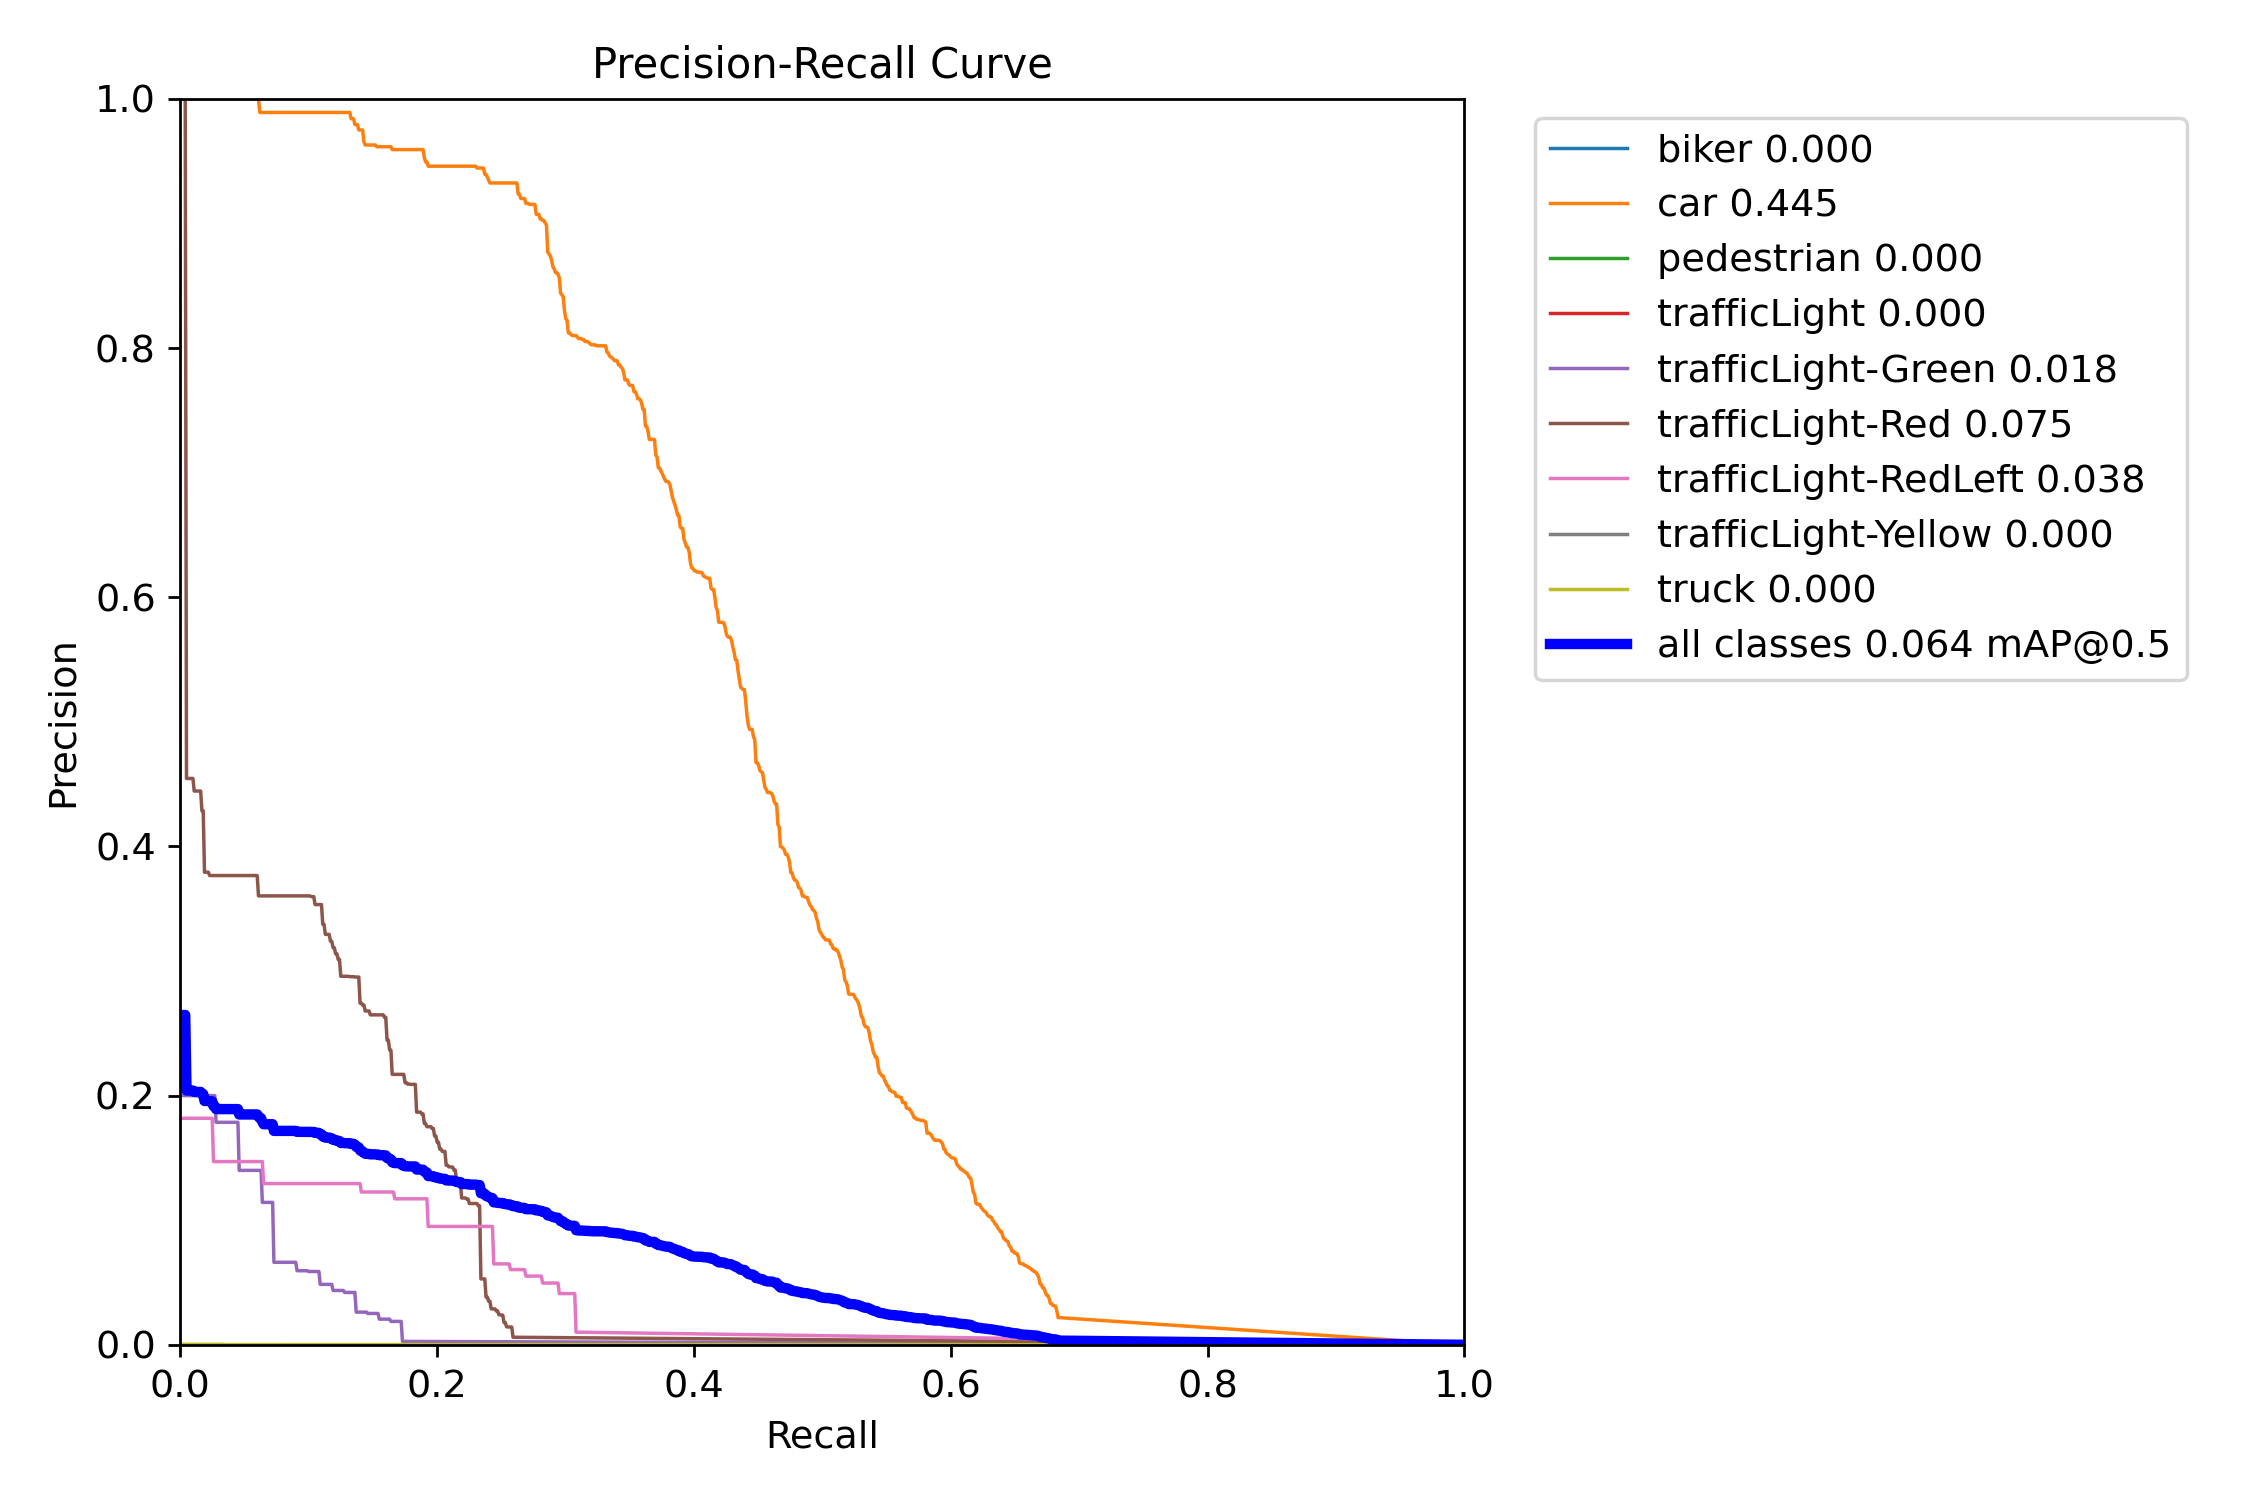 Precision-Recall Curve
1.0
0.8
0.6
0.4
0.2
0.0
Precision
0.0 0.2 0.4 0.6 0.8 1.0
Recall
biker 0.000
car 0.445
pedestrian 0.000
trafficLight 0.000
trafficLight-Green 0.018
trafficLight-Red 0.075
trafficLight-RedLeft 0.038
trafficLight-Yellow 0.000
truck 0.000
all classes 0.064 mAP@0.5